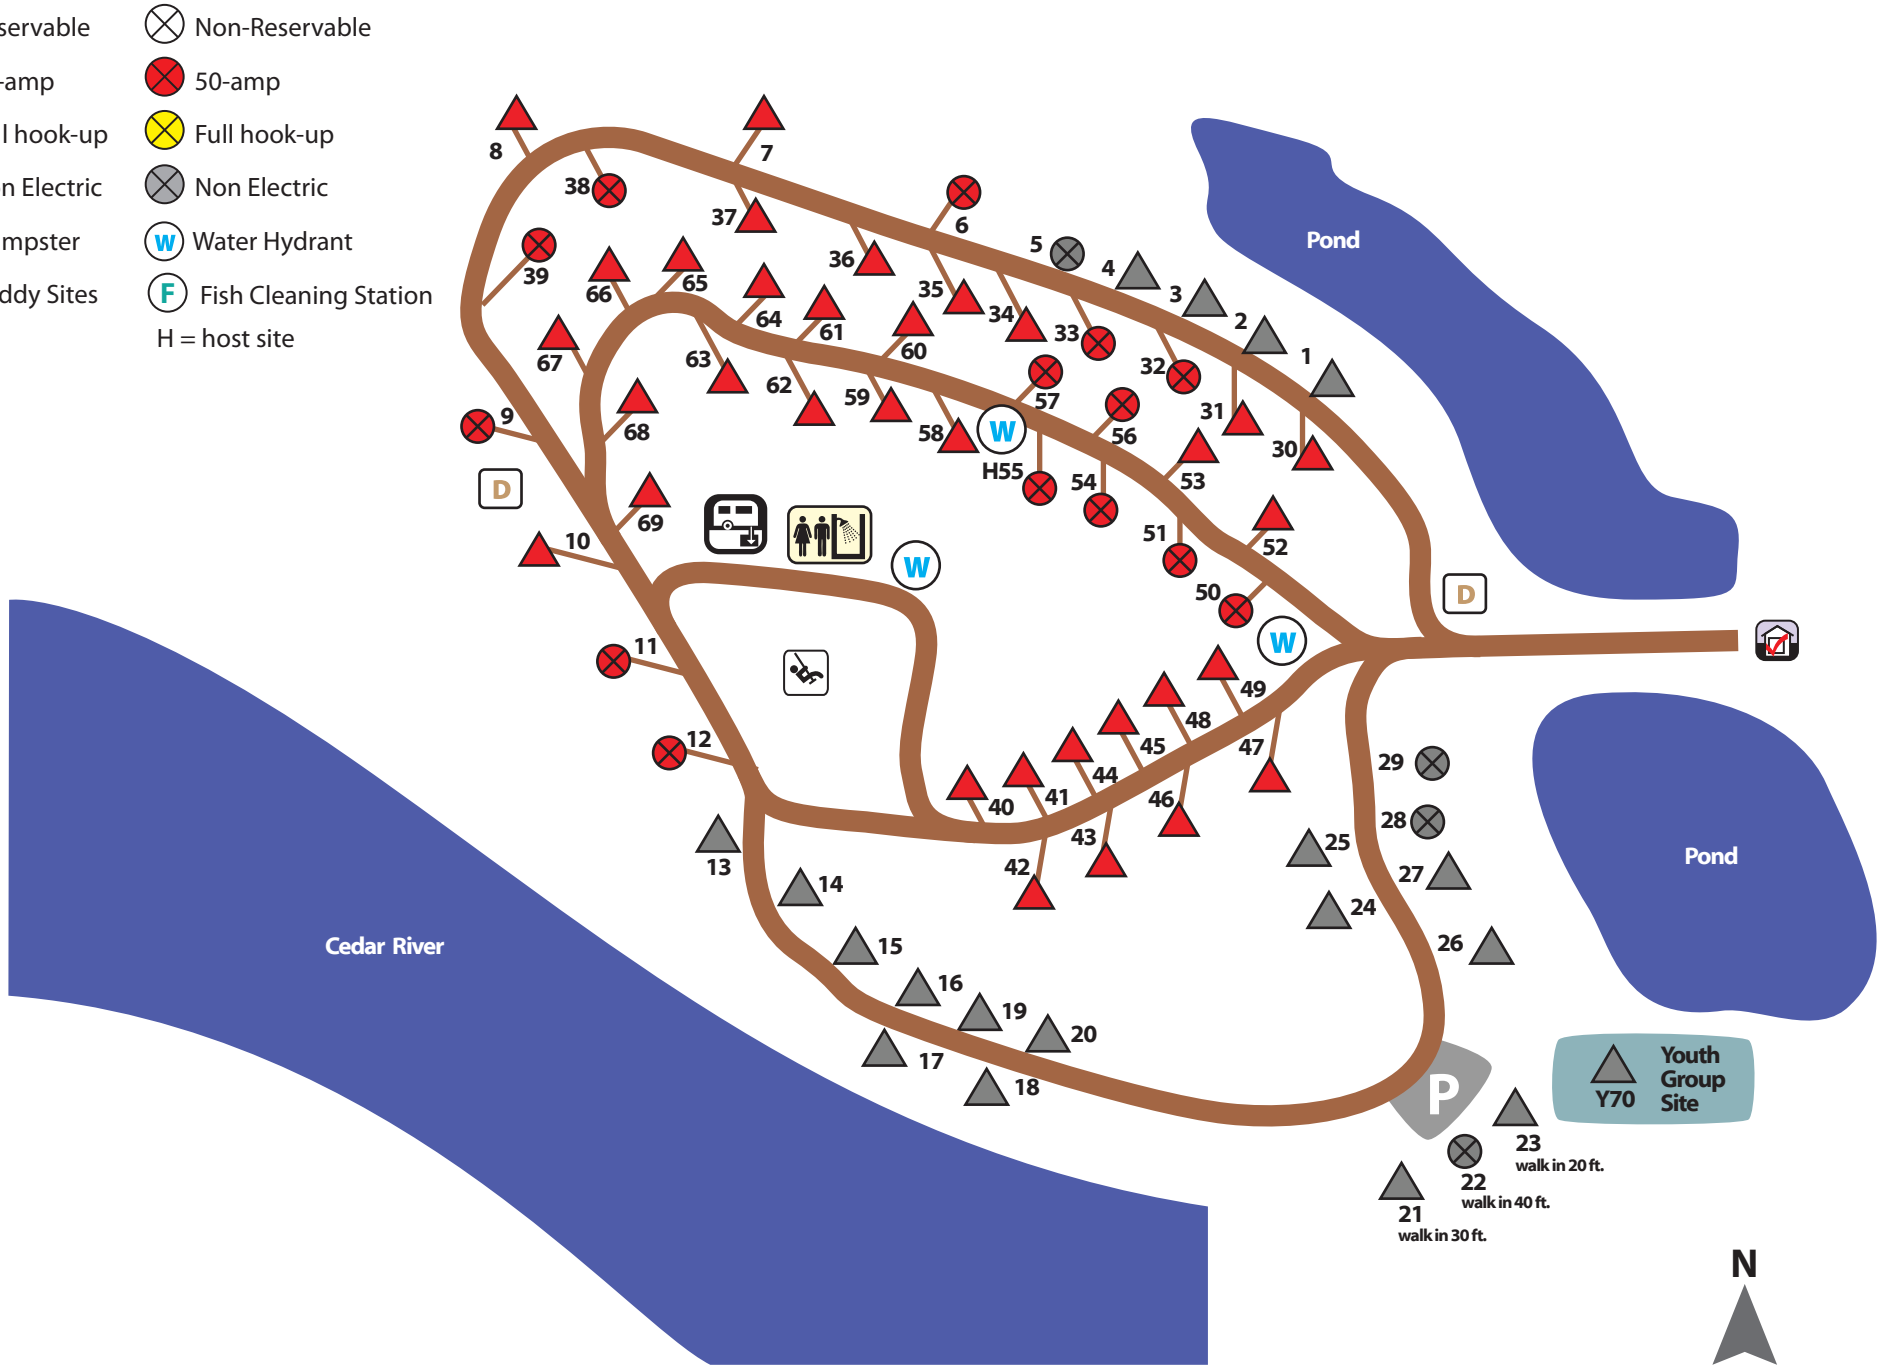 servable
Non-Reservable
-amp
50-amp
l hook-up
Full hook-up
n Electric
Non Electric
mpster
W Water Hydrant
ddy Sites
F Fish Cleaning Station
H = host site
8
7
38
37
6
39
36
5
4
3
2
1
Pond
66
65
35
34
33
32
64
61
60
67
63
62
59
57
31
30
9
68
58
W
56
53
H55
54
D
69
10
51
52
W
50
D
11
W
12
49
48
47
45
44
46
41
40
43
42
29
28
25
27
24
26
Pond
13
14
15
16
19
20
17
18
Cedar River
P
Youth
Group
Site
Y70
23
walk in 20 ft.
22
walk in 40 ft.
21
walk in 30 ft.
N